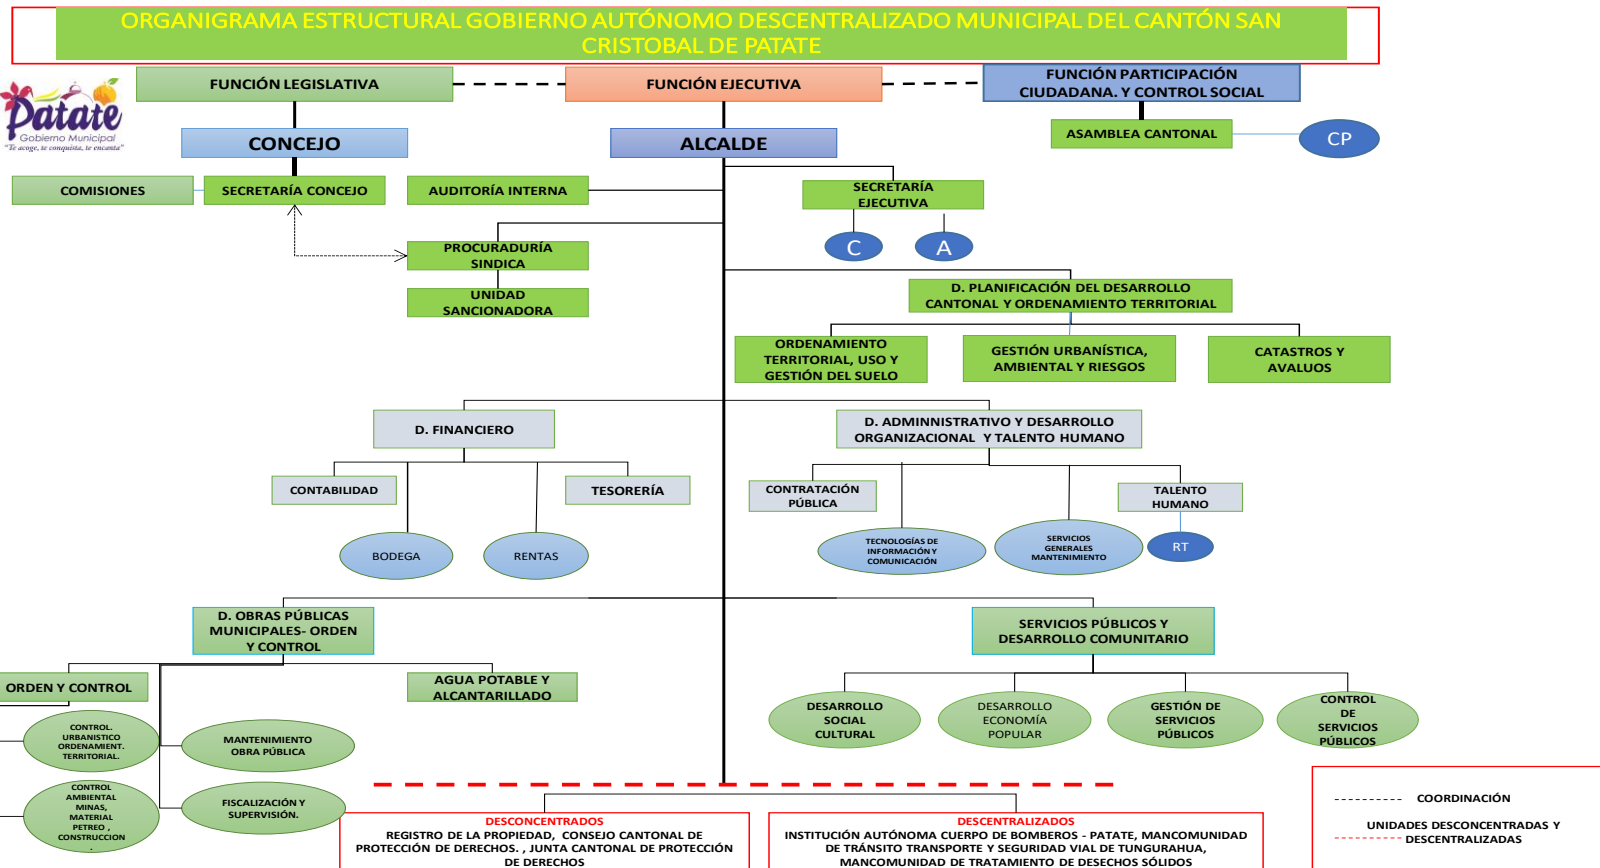 ORGANIGRAMA ESTRUCTURAL GOBIERNO AUTÓNOMO DESCENTRALIZADO MUNICIPAL DEL CANTÓN SAN
CRISTOBAL DE PATATE
Patate
Gobierno Municipal
"Te acoge, te conquista, te encanta"
FUNCIÓN LEGISLATIVA
FUNCIÓN EJECUTIVA
FUNCIÓN PARTICIPACIÓN
CIUDADANA. Y CONTROL SOCIAL
CONCEJO
ALCALDE
ASAMBLEA CANTONAL
CP
COMISIONES
SECRETARÍA CONCEJO
AUDITORÍA INTERNA
SECRETARÍA
EJECUTIVA
C
A
PROCURADURÍA
SINDICA
UNIDAD
SANCIONADORA
D. PLANIFICACIÓN DEL DESARROLLO
CANTONAL Y ORDENAMIENTO TERRITORIAL
ORDENAMIENTO
TERRITORIAL, USO Y
GESTIÓN DEL SUELO
GESTIÓN URBANÍSTICA,
AMBIENTAL Y RIESGOS
CATASTROS Y
AVALUOS
D. FINANCIERO
D. ADMINNISTRATIVO Y DESARROLLO
ORGANIZACIONAL Y TALENTO HUMANO
CONTABILIDAD
TESORERÍA
CONTRATACIÓN
PÚBLICA
TALENTO
HUMANO
BODEGA
RENTAS
TECNOLOGÍAS DE
INFORMACIÓN Y
COMUNICACIÓN
SERVICIOS
GENERALES
MANTENIMIENTO
RT
D. OBRAS PÚBLICAS
MUNICIPALES- ORDEN
Y CONTROL
SERVICIOS PÚBLICOS Y
DESARROLLO COMUNITARIO
ORDEN Y CONTROL
AGUA POTABLE Y
ALCANTARILLADO
CONTROL.
URBANISTICO
ORDENAMIENT.
TERRITORIAL.
MANTENIMIENTO
OBRA PÚBLICA
DESARROLLO
SOCIAL
CULTURAL
DESARROLLO
ECONOMÍA
POPULAR
GESTIÓN DE
SERVICIOS
PÚBLICOS
CONTROL
DE
SERVICIOS
PÚBLICOS
CONTROL
AMBIENTAL
MINAS,
MATERIAL
PETREO ,
CONSTRUCCION
.
FISCALIZACIÓN Y
SUPERVISIÓN.
DESCONCENTRADOS
REGISTRO DE LA PROPIEDAD, CONSEJO CANTONAL DE
PROTECCIÓN DE DERECHOS. , JUNTA CANTONAL DE PROTECCIÓN
DE DERECHOS
DESCENTRALIZADOS
INSTITUCIÓN AUTÓNOMA CUERPO DE BOMBEROS - PATATE, MANCOMUNIDAD
DE TRÁNSITO TRANSPORTE Y SEGURIDAD VIAL DE TUNGURAHUA,
MANCOMUNIDAD DE TRATAMIENTO DE DESECHOS SÓLIDOS
COORDINACIÓN
UNIDADES DESCONCENTRADAS Y
DESCENTRALIZADAS